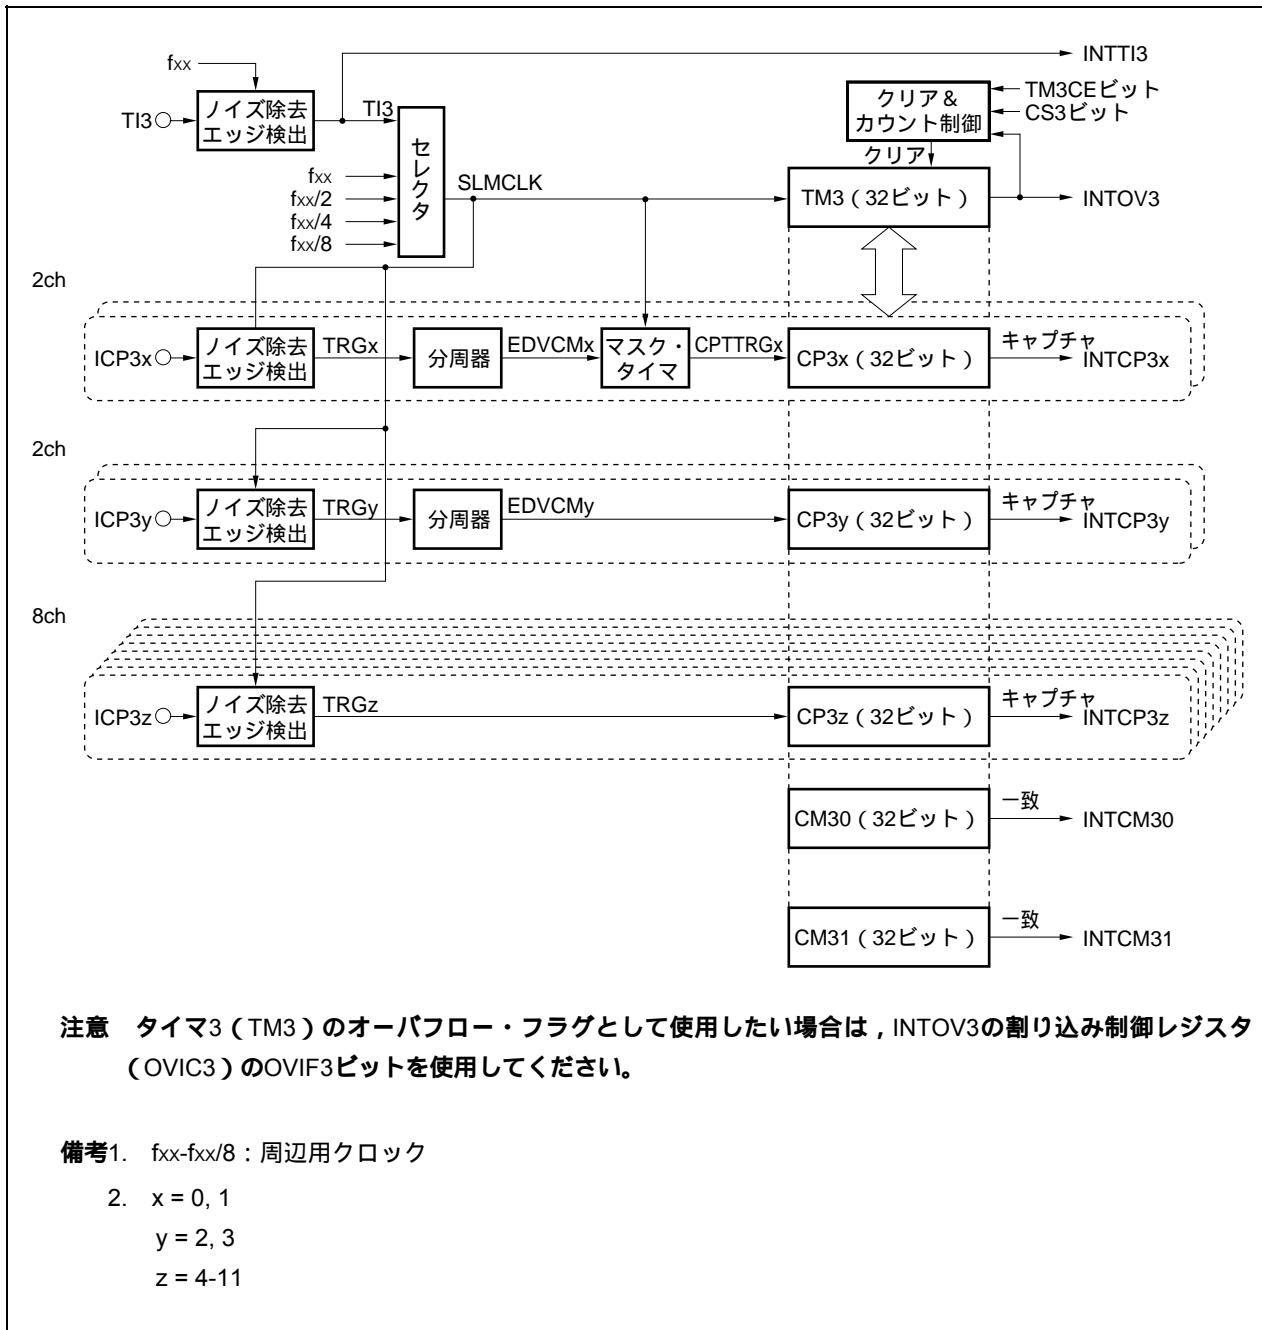 fxx
TI3
ノイズ除去
エッジ検出
TI3
fxx
fxx/2
fxx/4
fxx/8
セレクタ
SLMCLK
INTTI3
クリア&
カウント制御
TM3CEビット
CS3ビット
クリア
TM3(32ビット)
INTOV3
2ch
ICP3x
ノイズ除去
エッジ検出
TRGx
分周器
EDVCMx
マスク・
タイマ
CPTTRGx
CP3x(32ビット)
キャプチャ
INTCP3x
2ch
ICP3y
ノイズ除去
エッジ検出
TRGy
分周器
EDVCMy
CP3y(32ビット)
キャプチャ
INTCP3y
8ch
ICP3z
ノイズ除去
エッジ検出
TRGz
CP3z(32ビット)
キャプチャ
INTCP3z
CM30(32ビット)
一致
INTCM30
CM31(32ビット)
一致
INTCM31
注意 タイマ3(TM3)のオーバフロー・フラグとして使用したい場合は,INTOV3の割り込み制御レジスタ
(OVIC3)のOVIF3ビットを使用してください。
備考1. fxx-fxx/8:周辺用クロック
2. x = 0, 1
y = 2, 3
z = 4-11